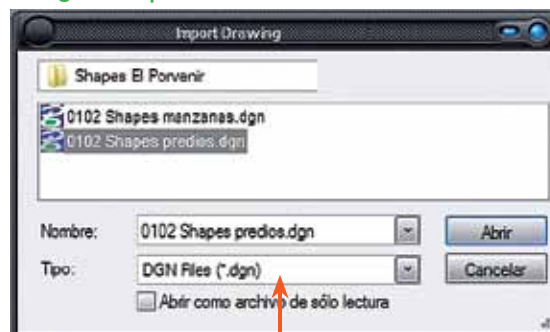 Import Drawing
Shapes El Porvenir
0102 Shapes manzanas.dgn
0102 Shapes predios.dgn
Nombre: 0102 Shapes predios.dgn Abrir
Tipo: DGN Files (*.dgn) Cancelar
Abrir como archivo de sólo lectura